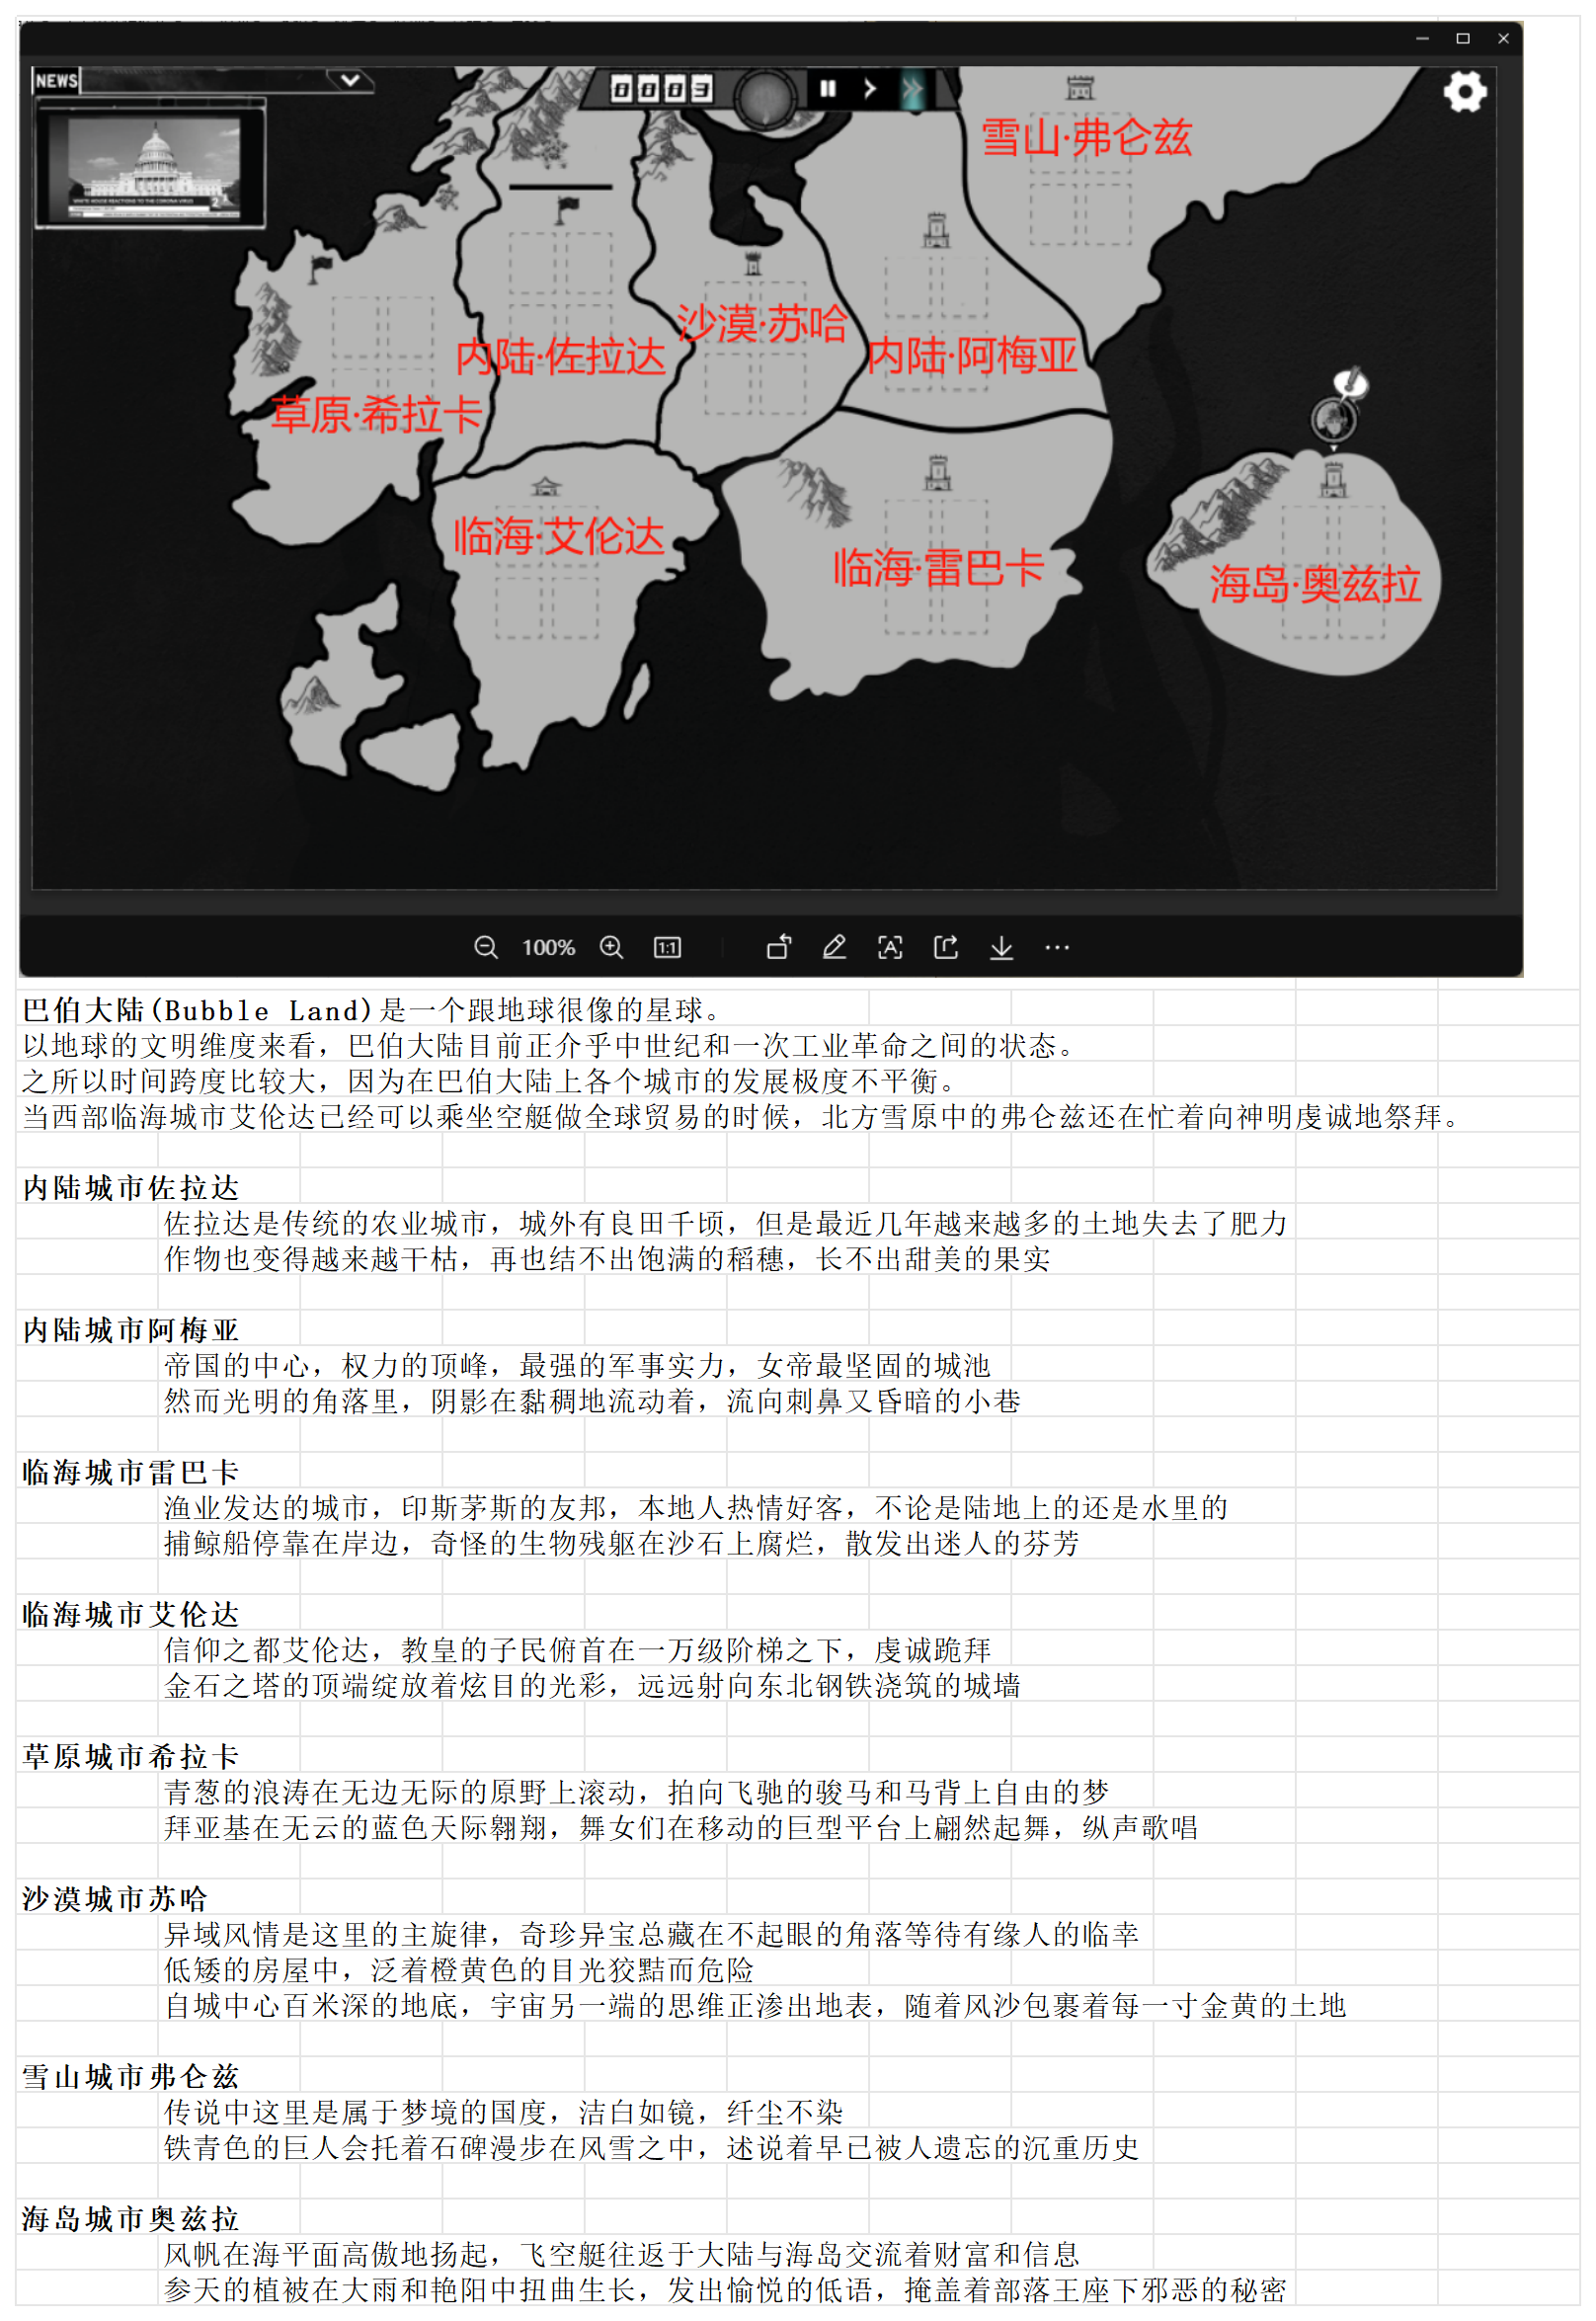 NEWS
0003
WHITE HOUSE REACTIONS TO THE CORONA VIRUS
雪山·弗仑兹
沙漠·苏哈
内陆·佐拉达
内陆·阿梅亚
草原·希拉卡
临海·艾伦达
临海·雷巴卡
海岛·奥兹拉
100%
1:1
A
巴伯大陆(Bubble Land)是一个跟地球很像的星球。
以地球的文明维度来看，巴伯大陆目前正介乎中世纪和一次工业革命之间的状态。
之所以时间跨度比较大，因为在巴伯大陆上各个城市的发展极度不平衡。
当西部临海城市艾伦达已经可以乘坐空艇做全球贸易的时候，北方雪原中的弗仑兹还在忙着向神明虔诚地祭拜。
内陆城市佐拉达
佐拉达是传统的农业城市，城外有良田千顷，但是最近几年越来越多的土地失去了肥力
作物也变得越来越干枯，再也结不出饱满的稻穗，长不出甜美的果实
内陆城市阿梅亚
帝国的中心，权力的顶峰，最强的军事实力，女帝最坚固的城池
然而光明的角落里，阴影在黏稠地流动着，流向刺鼻又昏暗的小巷
临海城市雷巴卡
渔业发达的城市，印斯茅斯的友邦，本地人热情好客，不论是陆地上的还是水里的
捕鲸船停靠在岸边，奇怪的生物残躯在沙石上腐烂，散发出迷人的芬芳
临海城市艾伦达
信仰之都艾伦达，教皇的子民俯首在一万级阶梯之下，虔诚跪拜
金石之塔的顶端绽放着炫目的光彩，远远射向东北钢铁浇筑的城墙
草原城市希拉卡
青葱的浪涛在无边无际的原野上滚动，拍向飞驰的骏马和马背上自由的梦
拜亚基在无云的蓝色天际翱翔，舞女们在移动的巨型平台上翩然起舞，纵声歌唱
沙漠城市苏哈
异域风情是这里的主旋律，奇珍异宝总藏在不起眼的角落等待有缘人的临幸
低矮的房屋中，泛着橙黄色的目光狡黠而危险
自城中心百米深的地底，宇宙另一端的思维正渗出地表，随着风沙包裹着每一寸金黄的土地
雪山城市弗仑兹
传说中这里是属于梦境的国度，洁白如镜，纤尘不染
铁青色的巨人会托着石碑漫步在风雪之中，述说着早已被人遗忘的沉重历史
海岛城市奥兹拉
风帆在海平面高傲地扬起，飞空艇往返于大陆与海岛交流着财富和信息
参天的植被在大雨和艳阳中扭曲生长，发出愉悦的低语，掩盖着部落王座下邪恶的秘密